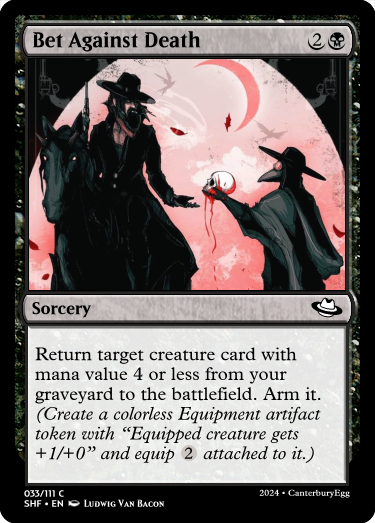 Bet Against Death 2
Sorcery
Return target creature card with
mana value 4 or less from your
graveyard to the battlefield. Arm it.
(Create a colorless Equipment artifact
token with “Equipped creature gets
+1/+0” and equip 2 attached to it.)
033/111 C
SHF • EN Ludwig Van Bacon
2024 • CanterburyEgg